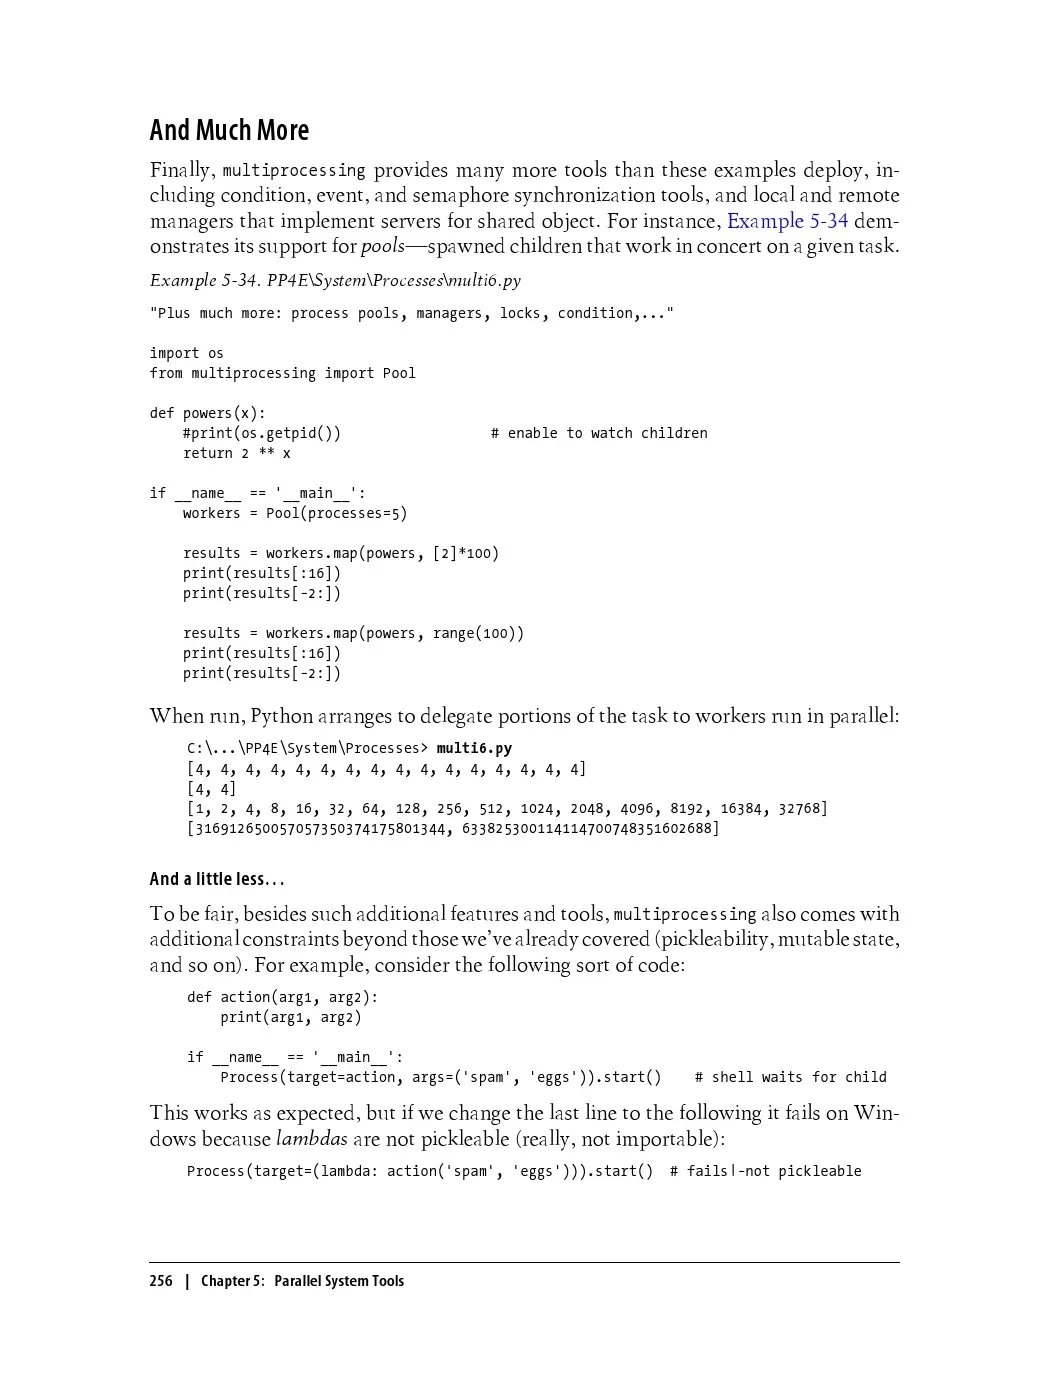 And Much More
Finally, multiprocessing provides many more tools than these examples deploy, in-
cluding condition, event, and semaphore synchronization tools, and local and remote
managers that implement servers for shared object. For instance, Example 5-34 dem-
onstrates its support for pools—spawned children that work in concert on a given task.
Example 5-34. PP4E\System\Processes\multi6.py
"Plus much more: process pools, managers, locks, condition,..."
import os
from multiprocessing import Pool
def powers(x):
    #print(os.getpid())                  # enable to watch children
    return 2 ** x
if __name__ == '__main__':
    workers = Pool(processes=5)
    results = workers.map(powers, [2]*100)
    print(results[:16])
    print(results[-2:])
    results = workers.map(powers, range(100))
    print(results[:16])
    print(results[-2:])
When run, Python arranges to delegate portions of the task to workers run in parallel:
C:\...\PP4E\System\Processes> multi6.py
[4, 4, 4, 4, 4, 4, 4, 4, 4, 4, 4, 4, 4, 4, 4, 4]
[4, 4]
[1, 2, 4, 8, 16, 32, 64, 128, 256, 512, 1024, 2048, 4096, 8192, 16384, 32768]
[316912650057057350374175801344, 633825300114114700748351602688]
And a little less…
To be fair, besides such additional features and tools, multiprocessing also comes with
additional constraints beyond those we've already covered (pickleability, mutable state,
and so on). For example, consider the following sort of code:
def action(arg1, arg2):
    print(arg1, arg2)
if __name__ == '__main__':
    Process(target=action, args=('spam', 'eggs')).start()    # shell waits for child
This works as expected, but if we change the last line to the following it fails on Win-
dows because lambdas are not pickleable (really, not importable):
Process(target=(lambda: action('spam', 'eggs'))).start()  # fails!-not pickleable
256 | Chapter 5: Parallel System Tools